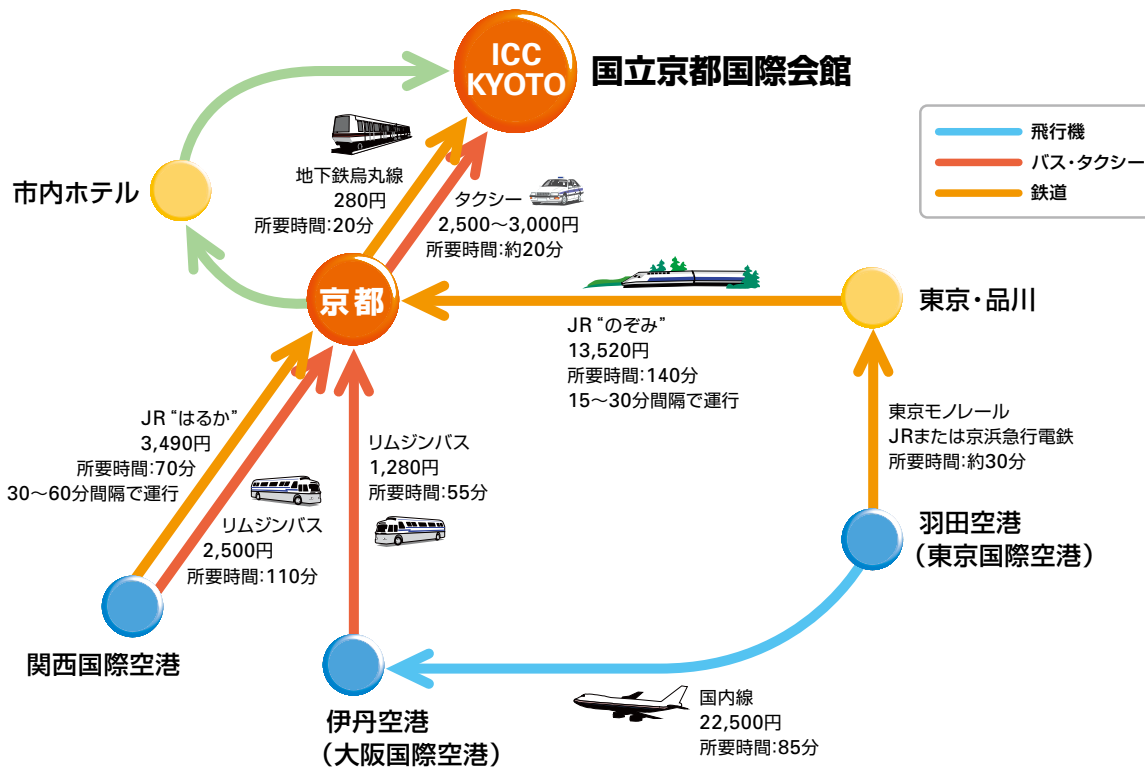 ICC
KYOTO
国立京都国際会館
飛行機
バス・タクシー
鉄道
市内ホテル
地下鉄烏丸線
280円
所要時間:20分
タクシー
2,500〜3,000円
所要時間:約20分
京都
東京・品川
JR “のぞみ”
13,520円
所要時間:140分
15〜30分間隔で運行
JR “はるか”
3,490円
所要時間:70分
30〜60分間隔で運行
リムジンバス
2,500円
所要時間:110分
リムジンバス
1,280円
所要時間:55分
東京モノレール
JRまたは京浜急行電鉄
所要時間:約30分
羽田空港
(東京国際空港)
関西国際空港
伊丹空港
(大阪国際空港)
国内線
22,500円
所要時間:85分